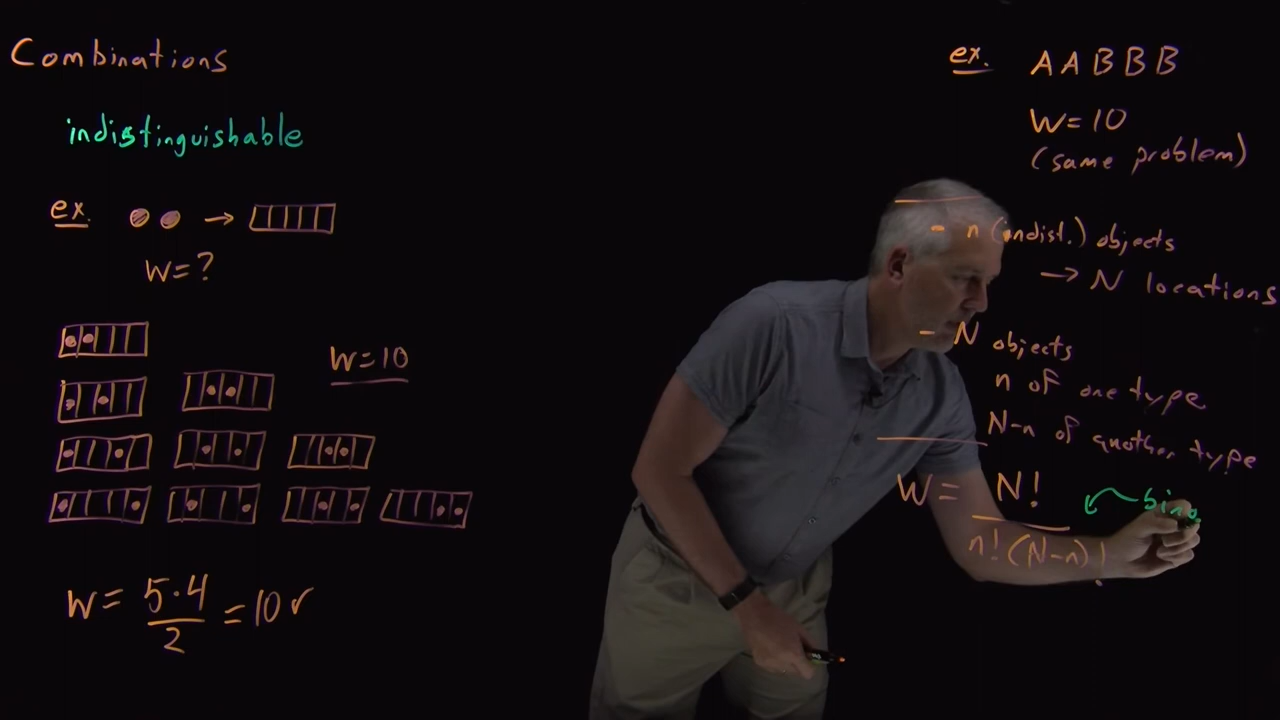 Combinations
indistinguishable
ex. →
W = ?
W = 10
W = 5·4 / 2 = 10 ✓
ex. A A B B B
W = 10
(same problem)
- n (indist.) objects
→ N locations
- N objects
n of one type
N-n of another type
W = N! / n! (N-n)!
bino